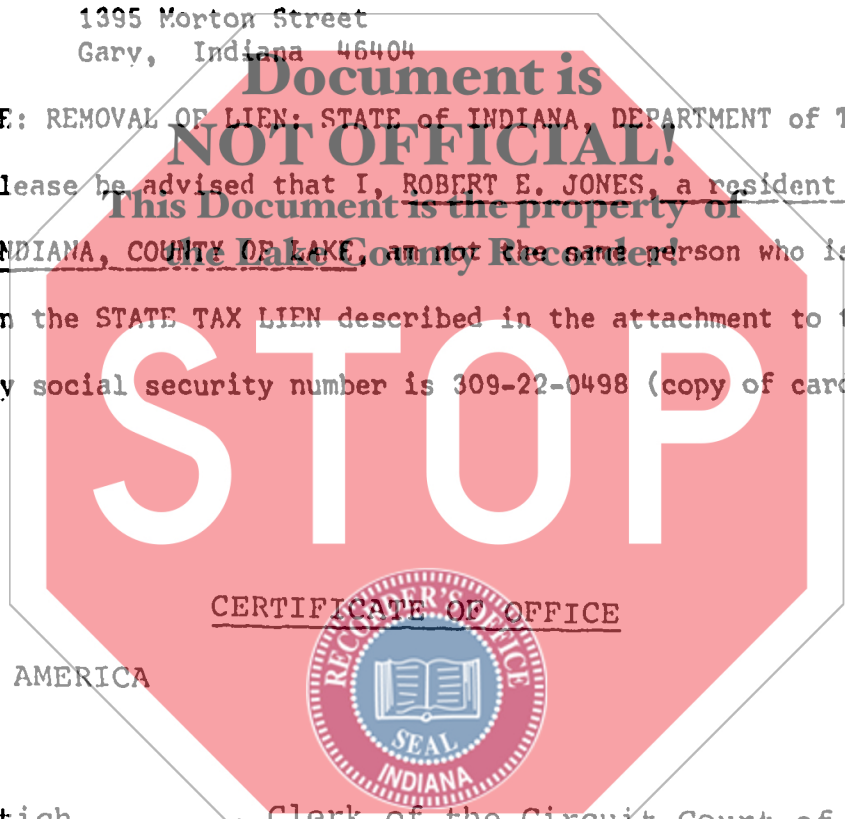 1395 Morton Street
Gary, Indiana 46404
Document is
E: REMOVAL OF LIEN: STATE of INDIANA, DEPARTMENT of T
NOT OFFICIAL!
lease be advised that I, ROBERT E. JONES, a resident
This Document is the property of
NDIANA, COUNTY OF LAKE, am not the same person who is
the Lake County Recorder!
n the STATE TAX LIEN described in the attachment to t
y social security number is 309-22-0498 (copy of card
STOP
CERTIFICATE OF OFFICE
RECORDER'S OFFICE
AMERICA
SEAL
INDIANA
tich Clerk of the Circuit Court of